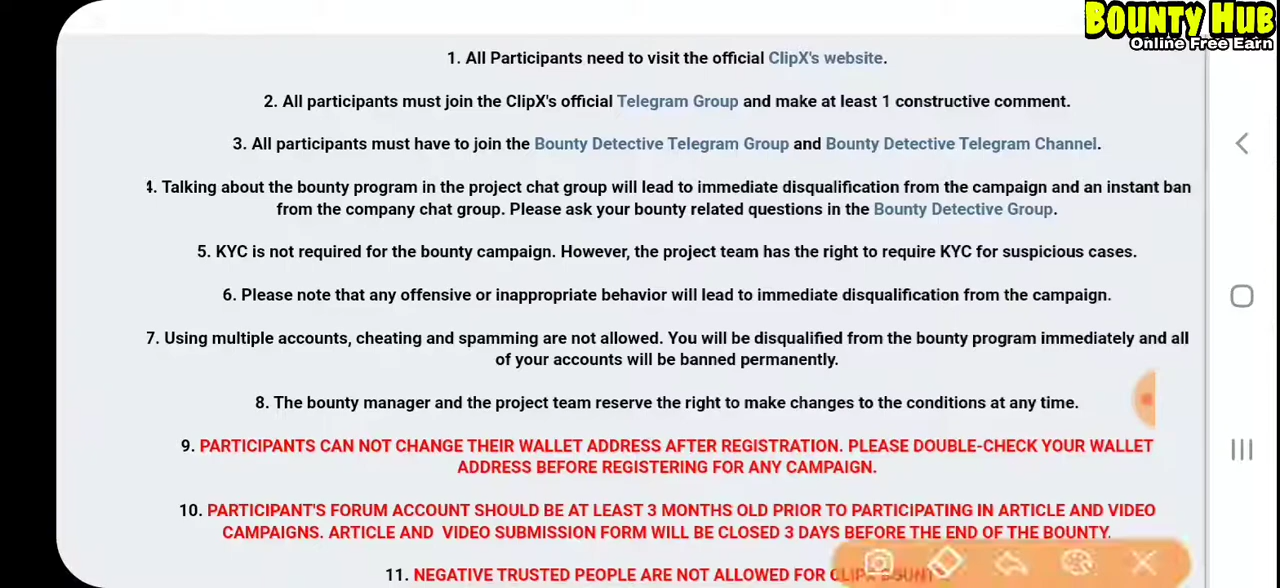 BOUNTY HUB
Online Free Earn
1. All Participants need to visit the official ClipX's website.
2. All participants must join the ClipX's official Telegram Group and make at least 1 constructive comment.
3. All participants must have to join the Bounty Detective Telegram Group and Bounty Detective Telegram Channel.
4. Talking about the bounty program in the project chat group will lead to immediate disqualification from the campaign and an instant ban
from the company chat group. Please ask your bounty related questions in the Bounty Detective Group.
5. KYC is not required for the bounty campaign. However, the project team has the right to require KYC for suspicious cases.
6. Please note that any offensive or inappropriate behavior will lead to immediate disqualification from the campaign.
7. Using multiple accounts, cheating and spamming are not allowed. You will be disqualified from the bounty program immediately and all
of your accounts will be banned permanently.
8. The bounty manager and the project team reserve the right to make changes to the conditions at any time.
9. PARTICIPANTS CAN NOT CHANGE THEIR WALLET ADDRESS AFTER REGISTRATION. PLEASE DOUBLE-CHECK YOUR WALLET
ADDRESS BEFORE REGISTERING FOR ANY CAMPAIGN.
10. PARTICIPANT'S FORUM ACCOUNT SHOULD BE AT LEAST 3 MONTHS OLD PRIOR TO PARTICIPATING IN ARTICLE AND VIDEO
CAMPAIGNS. ARTICLE AND VIDEO SUBMISSION FORM WILL BE CLOSED 3 DAYS BEFORE THE END OF THE BOUNTY.
11. NEGATIVE TRUSTED PEOPLE ARE NOT ALLOWED FOR